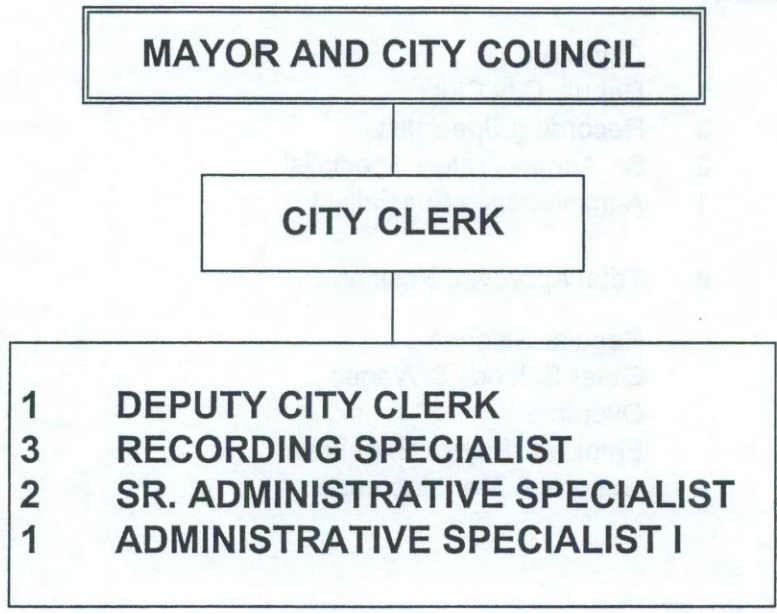 MAYOR AND CITY COUNCIL
CITY CLERK
1 DEPUTY CITY CLERK
3 RECORDING SPECIALIST
2 SR. ADMINISTRATIVE SPECIALIST
1 ADMINISTRATIVE SPECIALIST I